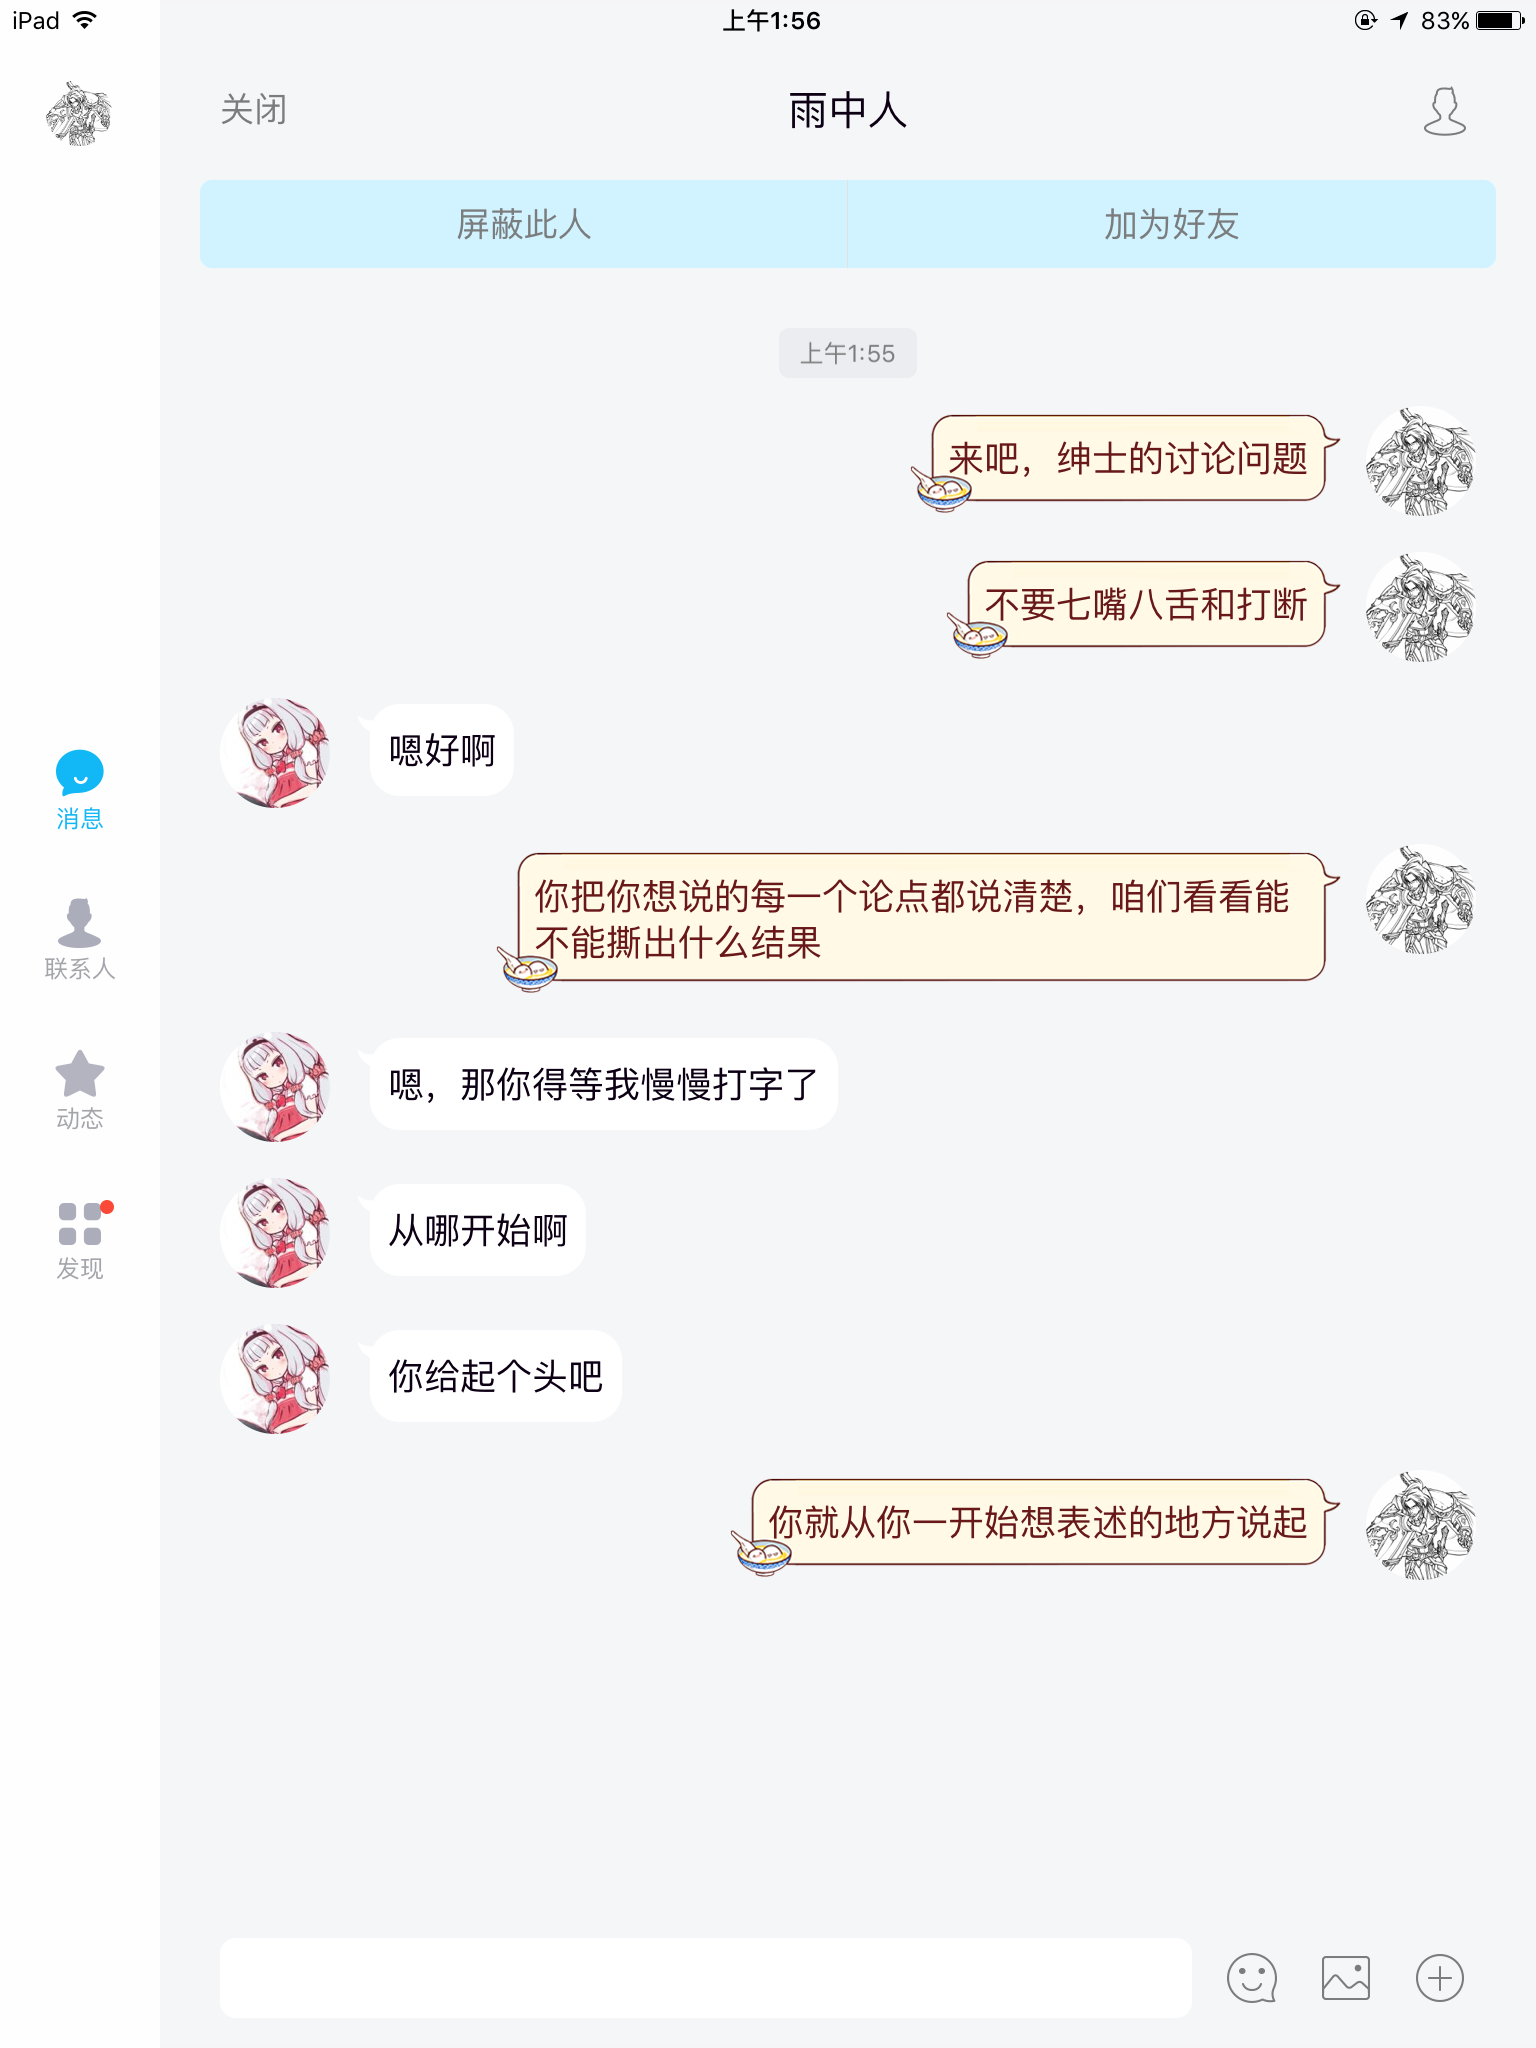 iPad
上午1:56
83%
关闭
雨中人
屏蔽此人
加为好友
上午1:55
来吧，绅士的讨论问题
不要七嘴八舌和打断
嗯好啊
你把你想说的每一个论点都说清楚，咱们看看能
不能撕出什么结果
嗯，那你得等我慢慢打字了
从哪开始啊
你给起个头吧
你就从你一开始想表述的地方说起
消息
联系人
动态
发现